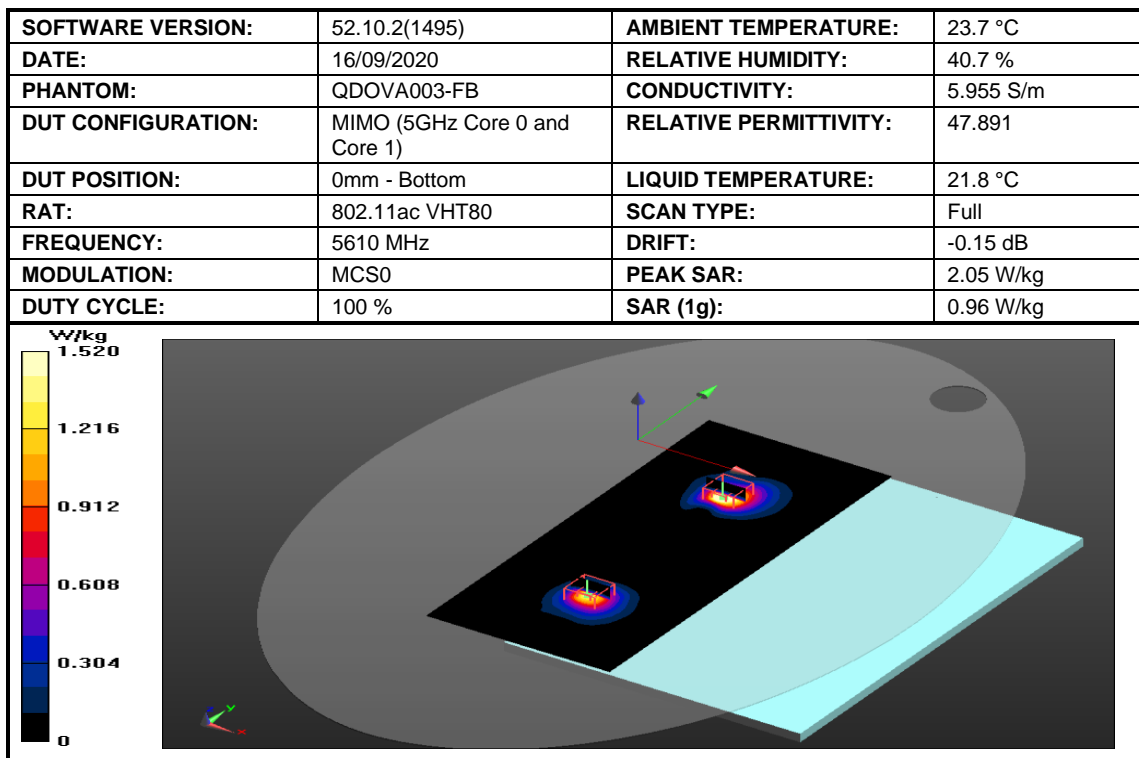 SOFTWARE VERSION: 52.10.2(1495) AMBIENT TEMPERATURE: 23.7 °C
DATE: 16/09/2020 RELATIVE HUMIDITY: 40.7 %
PHANTOM: QDOVA003-FB CONDUCTIVITY: 5.955 S/m
DUT CONFIGURATION: MIMO (5GHz Core 0 and RELATIVE PERMITTIVITY: 47.891
Core 1)
DUT POSITION: 0mm - Bottom LIQUID TEMPERATURE: 21.8 °C
RAT: 802.11ac VHT80 SCAN TYPE: Full
FREQUENCY: 5610 MHz DRIFT: -0.15 dB
MODULATION: MCS0 PEAK SAR: 2.05 W/kg
DUTY CYCLE: 100 % SAR (1g): 0.96 W/kg
W/kg
1.520
1.216
0.912
0.608
0.304
0
Y
X